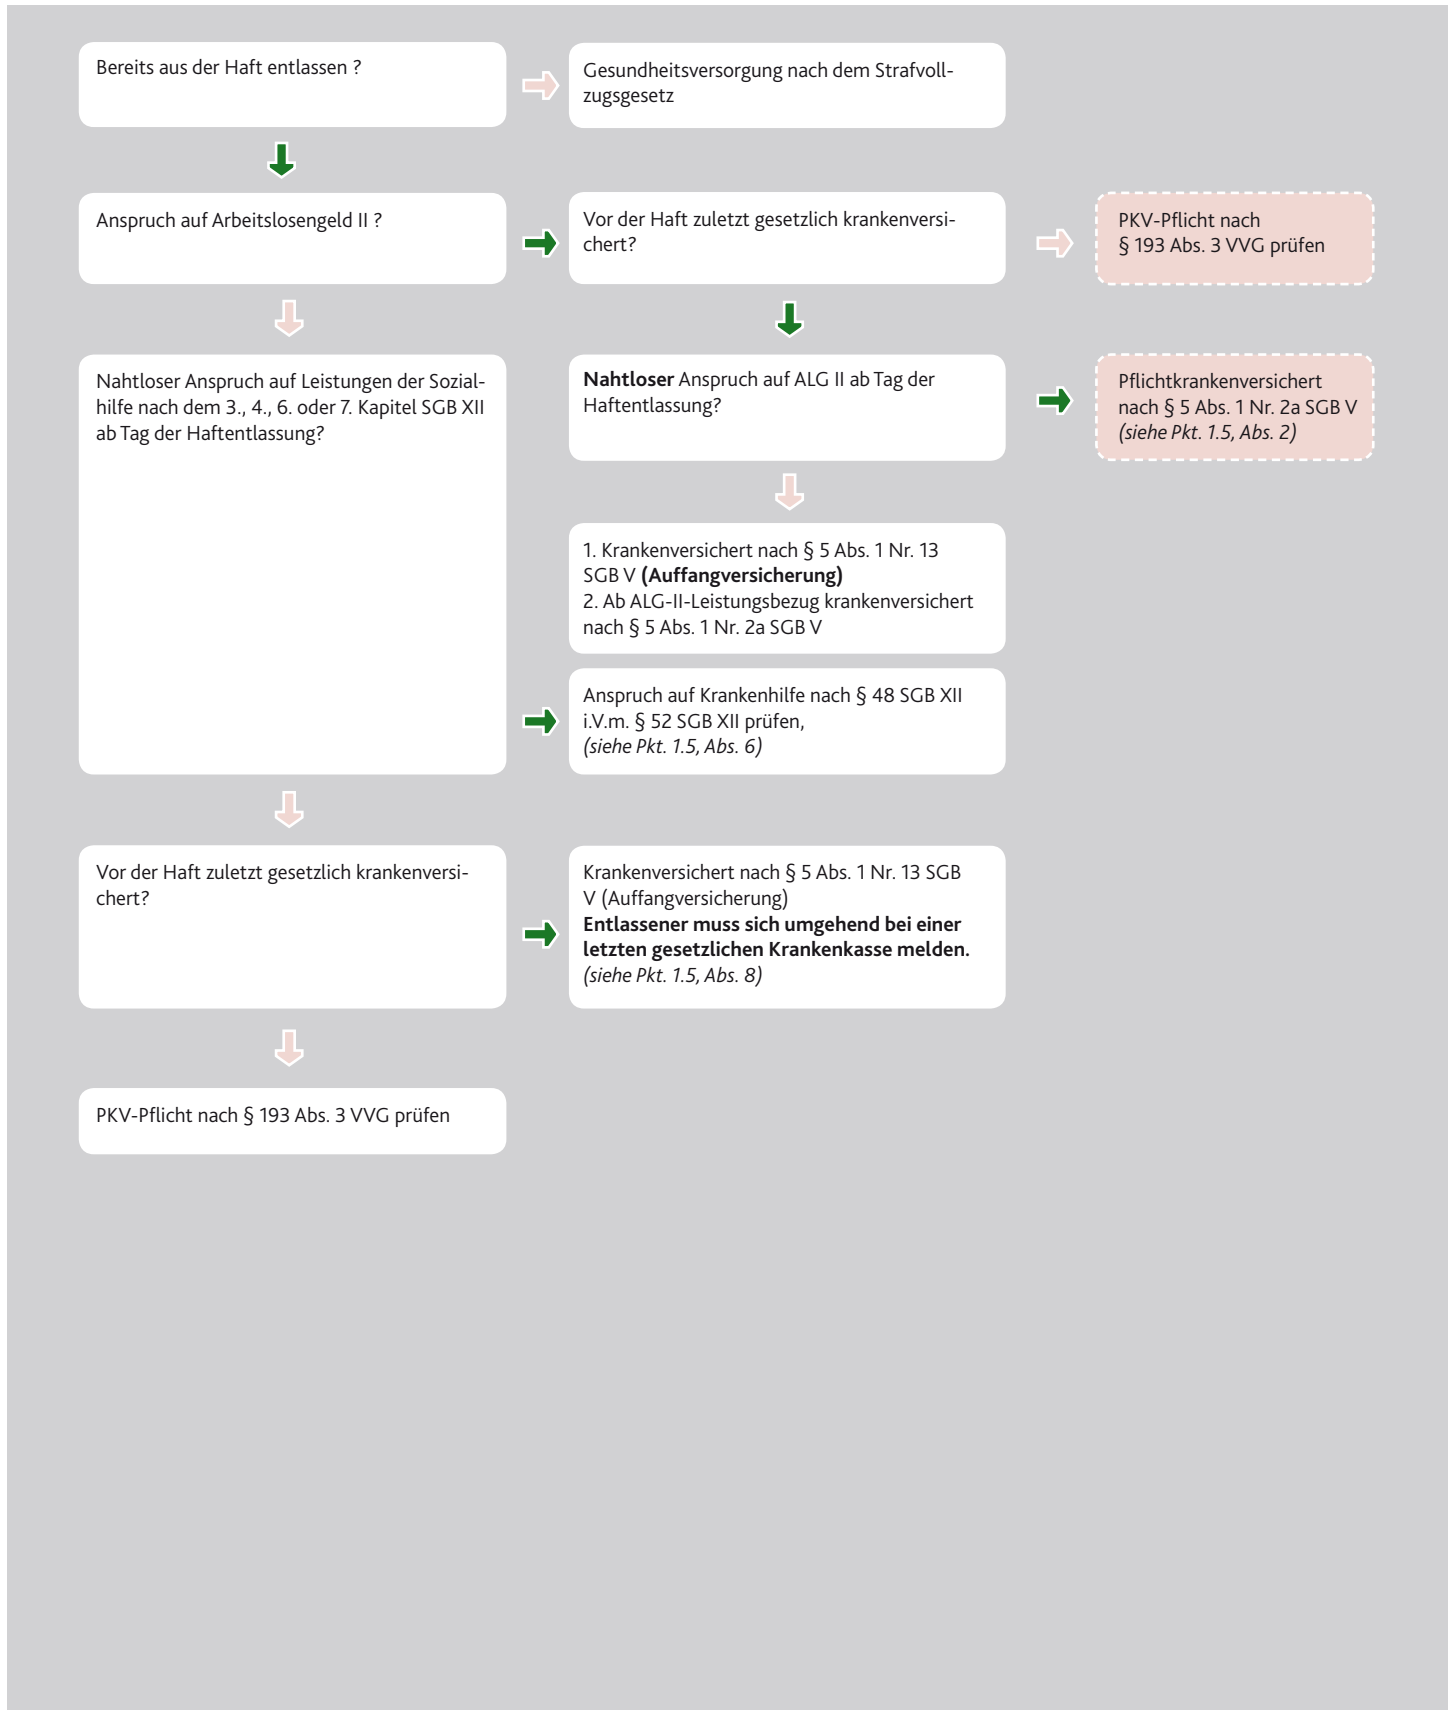 Bereits aus der Haft entlassen ?
Gesundheitsversorgung nach dem Strafvoll-
zugsgesetz
Anspruch auf Arbeitslosengeld II ?
Vor der Haft zuletzt gesetzlich krankenversi-
chert?
PKV-Pflicht nach
§ 193 Abs. 3 VVG prüfen
Nahtloser Anspruch auf Leistungen der Sozial-
hilfe nach dem 3., 4., 6. oder 7. Kapitel SGB XII
ab Tag der Haftentlassung?
Nahtloser Anspruch auf ALG II ab Tag der
Haftentlassung?
Pflichtkrankenversichert
nach § 5 Abs. 1 Nr. 2a SGB V
(siehe Pkt. 1.5, Abs. 2)
1. Krankenversichert nach § 5 Abs. 1 Nr. 13
SGB V (Auffangversicherung)
2. Ab ALG-II-Leistungsbezug krankenversichert
nach § 5 Abs. 1 Nr. 2a SGB V
Anspruch auf Krankenhilfe nach § 48 SGB XII
i.V.m. § 52 SGB XII prüfen,
(siehe Pkt. 1.5, Abs. 6)
Vor der Haft zuletzt gesetzlich krankenversi-
chert?
Krankenversichert nach § 5 Abs. 1 Nr. 13 SGB
V (Auffangversicherung)
Entlassener muss sich umgehend bei einer
letzten gesetzlichen Krankenkasse melden.
(siehe Pkt. 1.5, Abs. 8)
PKV-Pflicht nach § 193 Abs. 3 VVG prüfen